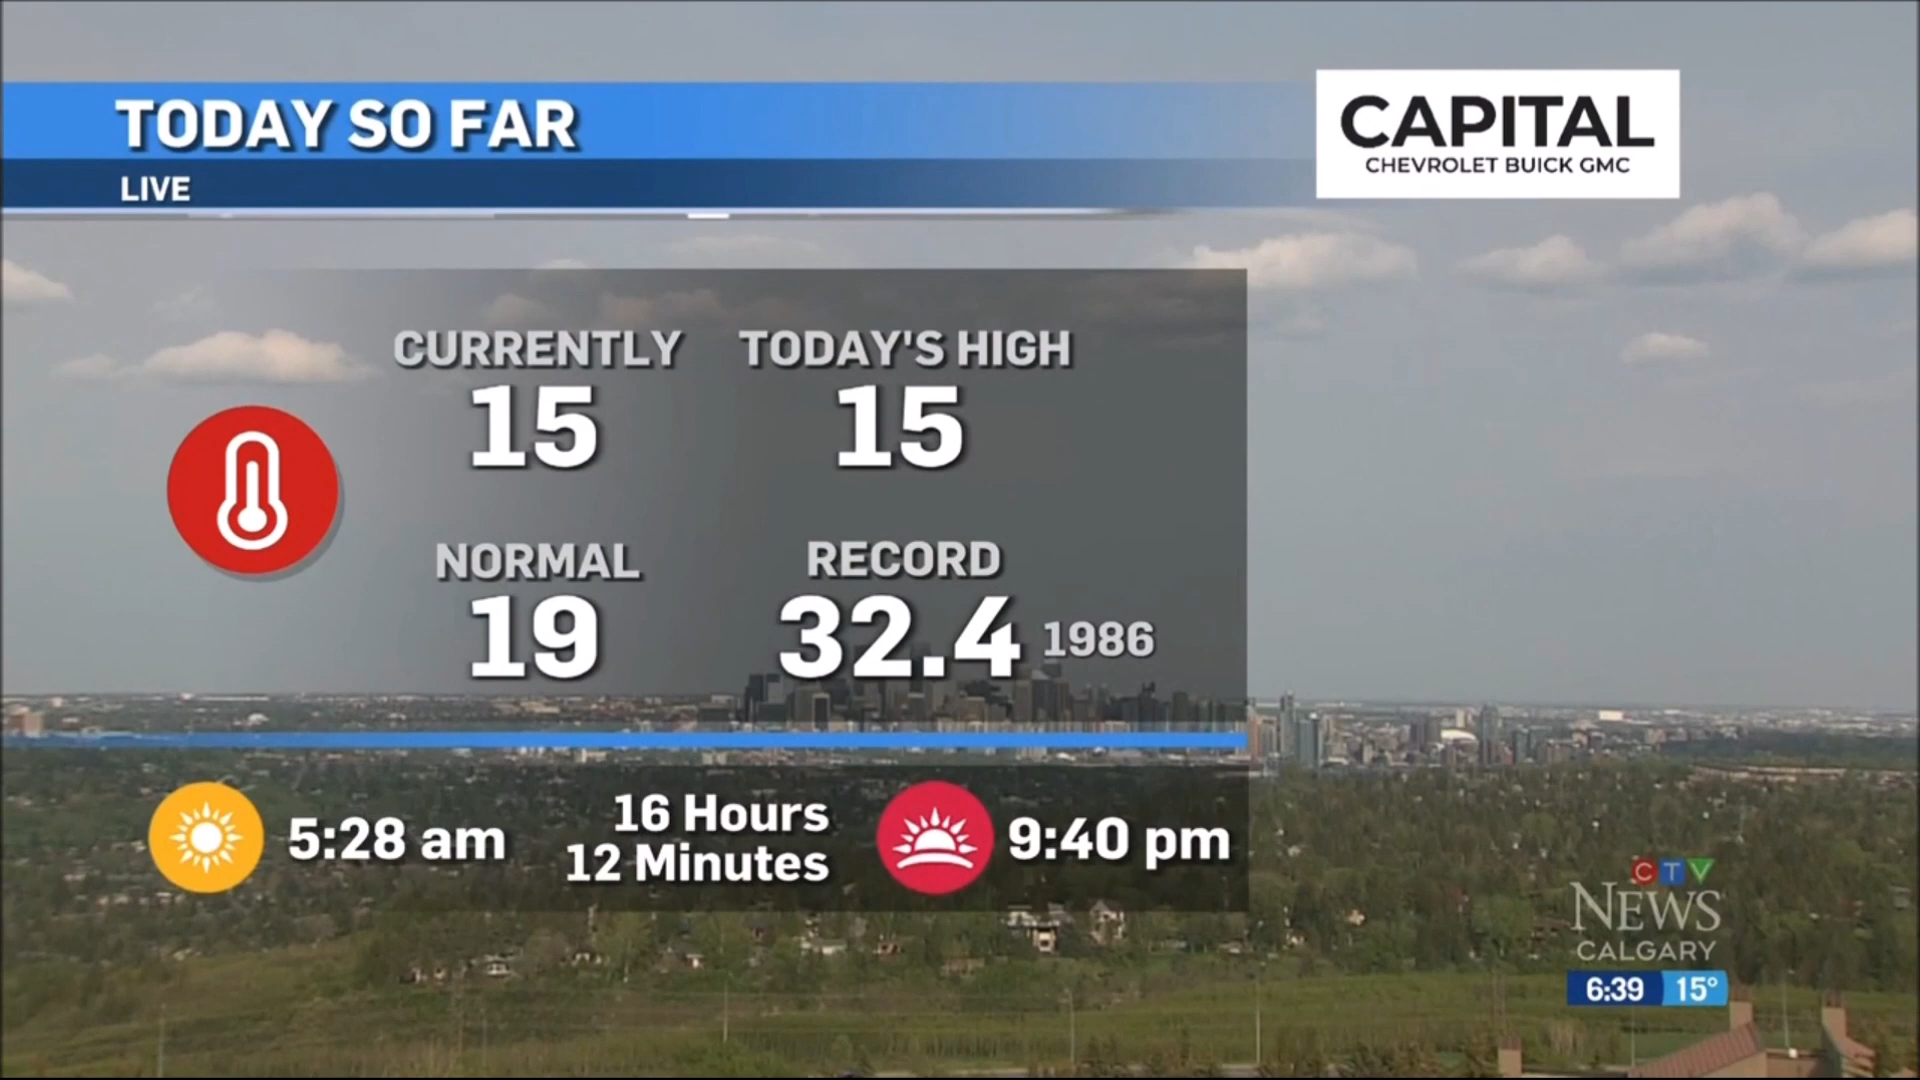 TODAY SO FAR
LIVE
CAPITAL
CHEVROLET BUICK GMC
CURRENTLY
15
TODAY'S HIGH
15
NORMAL
19
RECORD
32.4 1986
5:28 am
16 Hours
12 Minutes
9:40 pm
CTV
NEWS
CALGARY
6:39 15°